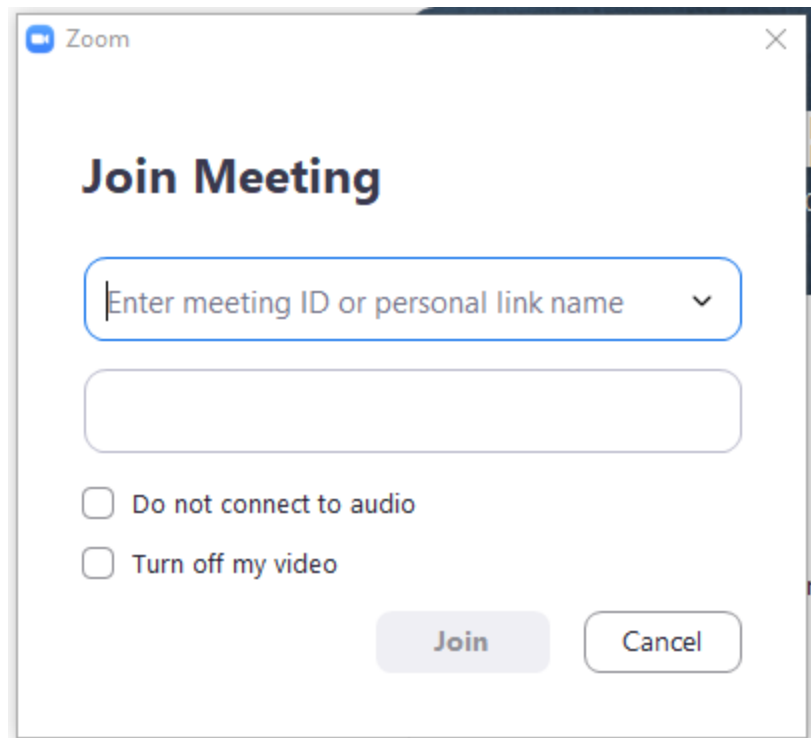 Zoom
Join Meeting
Enter meeting ID or personal link name
Do not connect to audio
Turn off my video
Join
Cancel